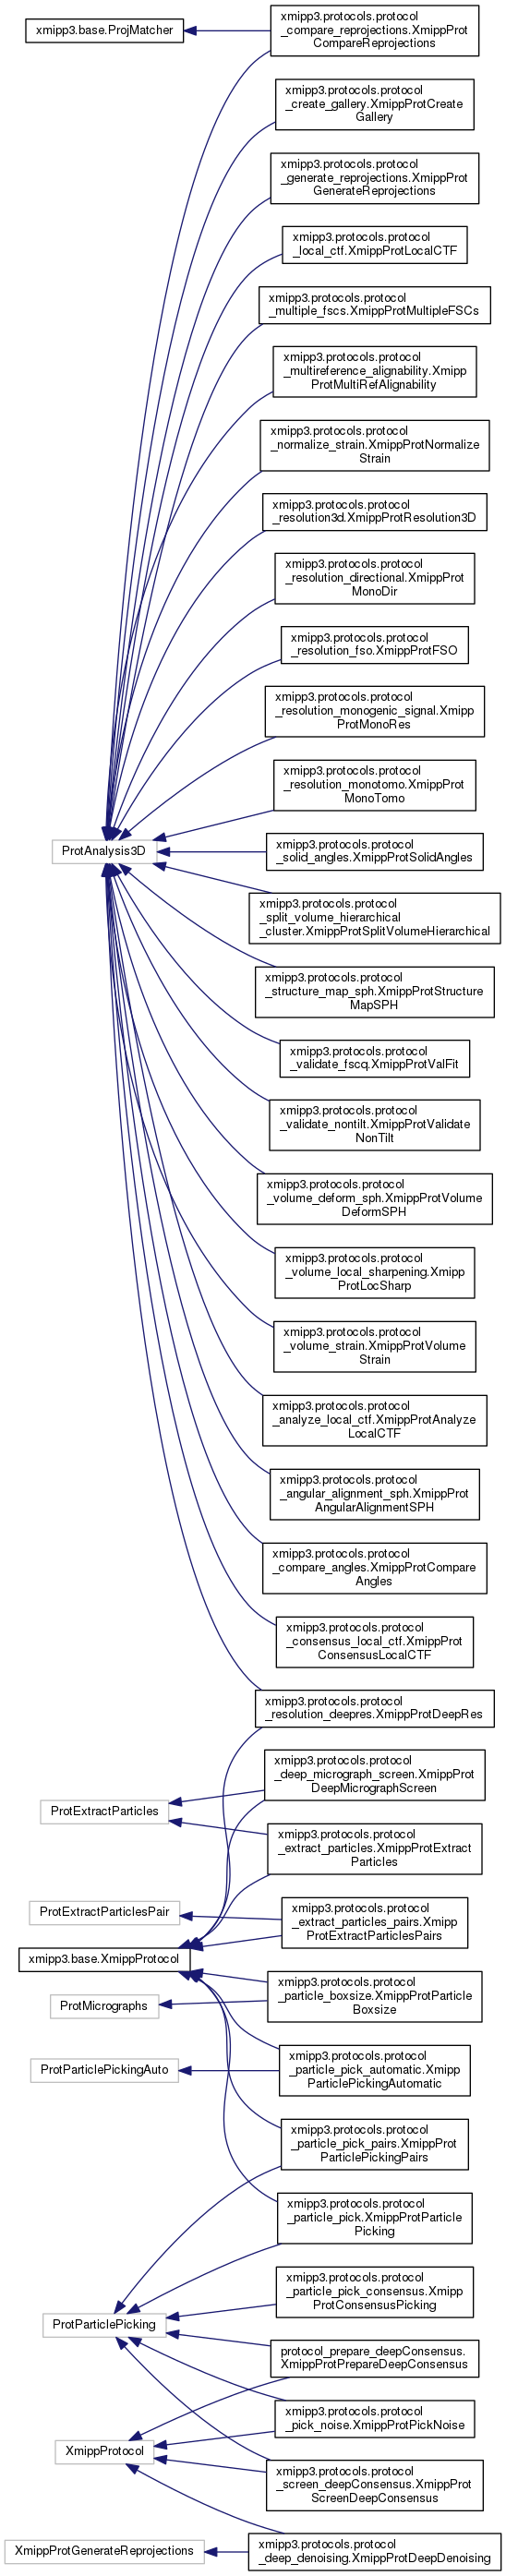 xmipp3.base.ProjMatcher
xmipp3.protocols.protocol
_compare_reprojections.XmippProt
CompareReprojections
xmipp3.protocols.protocol
_create_gallery.XmippProtCreate
Gallery
xmipp3.protocols.protocol
_generate_reprojections.XmippProt
GenerateReprojections
xmipp3.protocols.protocol
_local_ctf.XmippProtLocalCTF
xmipp3.protocols.protocol
_multiple_fscs.XmippProtMultipleFSCs
xmipp3.protocols.protocol
_multireference_alignability.Xmipp
ProtMultiRefAlignability
xmipp3.protocols.protocol
_normalize_strain.XmippProtNormalize
Strain
xmipp3.protocols.protocol
_resolution3d.XmippProtResolution3D
xmipp3.protocols.protocol
_resolution_directional.XmippProt
MonoDir
xmipp3.protocols.protocol
_resolution_fso.XmippProtFSO
xmipp3.protocols.protocol
_resolution_monogenic_signal.Xmipp
ProtMonoRes
xmipp3.protocols.protocol
_resolution_monotomo.XmippProt
MonoTomo
ProtAnalysis3D
xmipp3.protocols.protocol
_solid_angles.XmippProtSolidAngles
xmipp3.protocols.protocol
_split_volume_hierarchical
_cluster.XmippProtSplitVolumeHierarchical
xmipp3.protocols.protocol
_structure_map_sph.XmippProtStructure
MapSPH
xmipp3.protocols.protocol
_validate_fscq.XmippProtValFit
xmipp3.protocols.protocol
_validate_nontilt.XmippProtValidate
NonTilt
xmipp3.protocols.protocol
_volume_deform_sph.XmippProtVolume
DeformSPH
xmipp3.protocols.protocol
_volume_local_sharpening.Xmipp
ProtLocSharp
xmipp3.protocols.protocol
_volume_strain.XmippProtVolume
Strain
xmipp3.protocols.protocol
_analyze_local_ctf.XmippProtAnalyze
LocalCTF
xmipp3.protocols.protocol
_angular_alignment_sph.XmippProt
AngularAlignmentSPH
xmipp3.protocols.protocol
_compare_angles.XmippProtCompare
Angles
xmipp3.protocols.protocol
_consensus_local_ctf.XmippProt
ConsensusLocalCTF
xmipp3.protocols.protocol
_resolution_deepres.XmippProtDeepRes
xmipp3.protocols.protocol
_deep_micrograph_screen.XmippProt
DeepMicrographScreen
ProtExtractParticles
xmipp3.protocols.protocol
_extract_particles.XmippProtExtract
Particles
ProtExtractParticlesPair
xmipp3.protocols.protocol
_extract_particles_pairs.Xmipp
ProtExtractParticlesPairs
xmipp3.base.XmippProtocol
xmipp3.protocols.protocol
_particle_boxsize.XmippProtParticle
Boxsize
ProtMicrographs
ProtParticlePickingAuto
xmipp3.protocols.protocol
_particle_pick_automatic.Xmipp
ParticlePickingAutomatic
xmipp3.protocols.protocol
_particle_pick_pairs.XmippProt
ParticlePickingPairs
xmipp3.protocols.protocol
_particle_pick.XmippProtParticle
Picking
xmipp3.protocols.protocol
_particle_pick_consensus.Xmipp
ProtConsensusPicking
ProtParticlePicking
protocol_prepare_deepConsensus.
XmippProtPrepareDeepConsensus
xmipp3.protocols.protocol
_pick_noise.XmippProtPickNoise
XmippProtocol
xmipp3.protocols.protocol
_screen_deepConsensus.XmippProt
ScreenDeepConsensus
XmippProtGenerateReprojections
xmipp3.protocols.protocol
_deep_denoising.XmippProtDeepDenoising